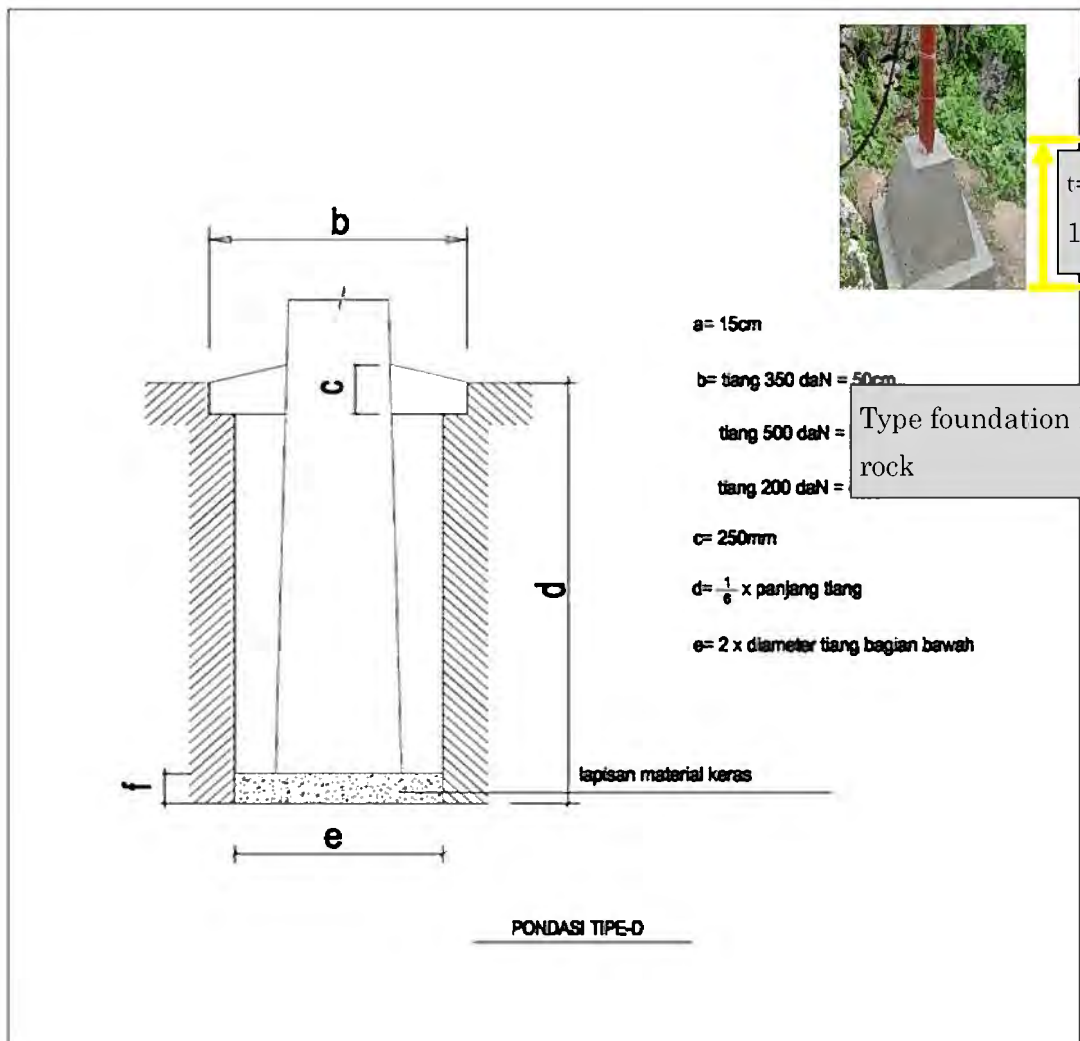 t=
1
b
a= 15cm
b= tiang 350 daN = 50cm
tiang 500 daN =
tiang 200 daN =
Type foundation
rock
c
c= 250mm
d= 1/6 x panjang tiang
d
e= 2 x diameter tiang bagian bawah
lapisan material keras
f
e
PONDASI TIPE-D